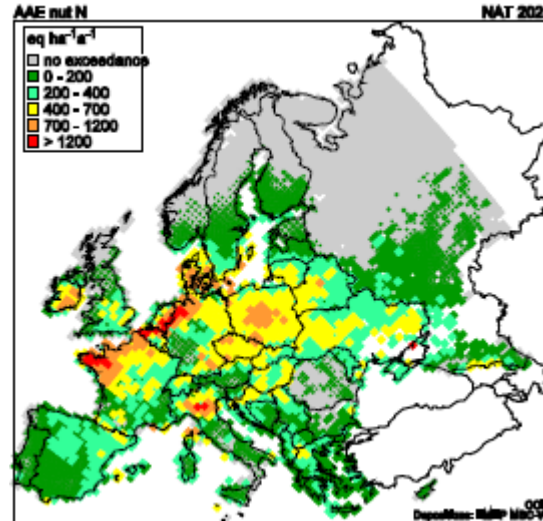 AAE nut N
NAT 202
eq ha⁻¹a⁻¹
no exceedance
0 - 200
200 - 400
400 - 700
700 - 1200
> 1200